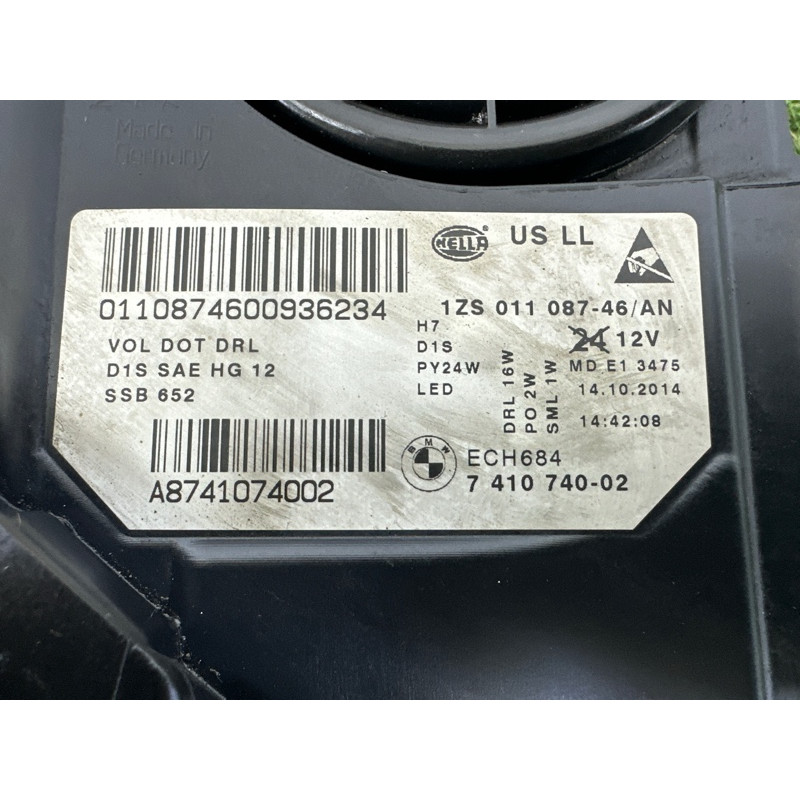 Made in
Germany
HELLA
US LL
0110874600936234
1ZS 011 087-46/AN
VOL DOT DRL
D1S SAE HG 12
SSB 652
H7
D1S
PY24W
LED
DRL 16W
PO 2W
SML 1W
24 12V
MD E1 3475
14.10.2014
14:42:08
A8741074002
BMW
ECH684
7 410 740-02